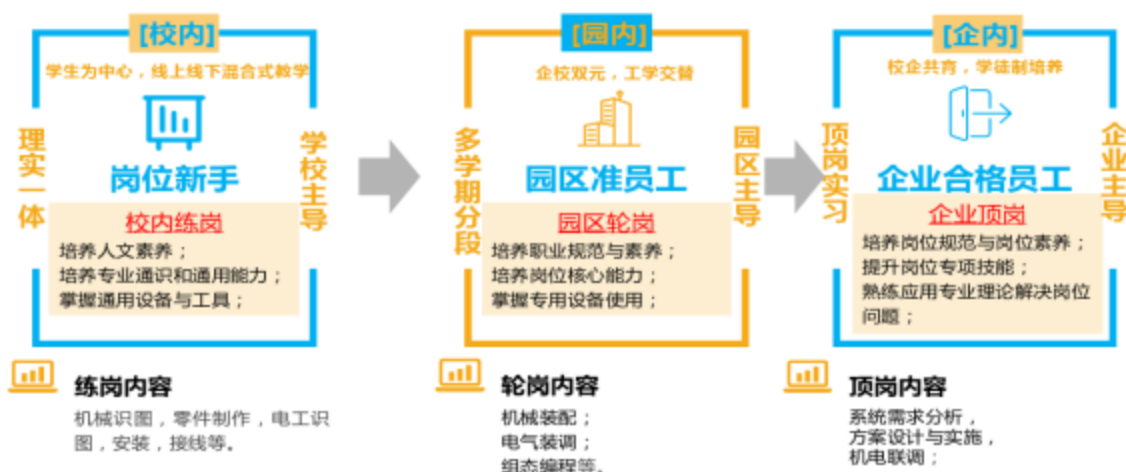 [校内]
学生为中心，线上线下混合式教学
理实一体
学校主导
岗位新手
校内练岗
培养人文素养；
培养专业通识和通用能力；
掌握通用设备与工具；
练岗内容
机械识图，零件制作，电工识
图，安装，接线等。
[园内]
企校双元，工学交替
多学期分段
园区主导
园区准员工
园区轮岗
培养职业规范与素养；
培养岗位核心能力；
掌握专用设备使用；
轮岗内容
机械装配；
电气装调；
组态编程等。
[企内]
校企共育，学徒制培养
顶岗实习
企业主导
企业合格员工
企业顶岗
培养岗位规范与岗位素养；
提升岗位专项技能；
熟练应用专业理论解决岗位
问题；
顶岗内容
系统需求分析，
方案设计与实施，
机电联调；